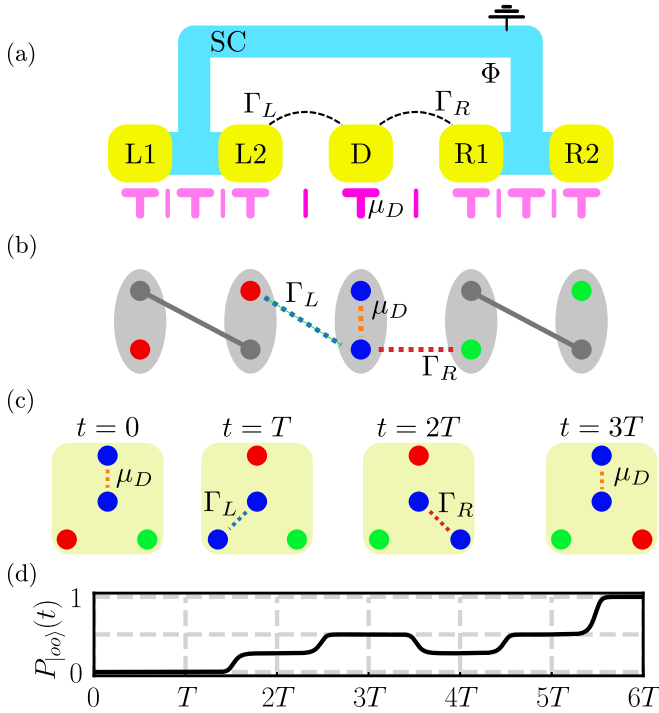 (a)
SC
Φ
Γ_L
Γ_R
L1 L2 D R1 R2
μ_D
(b)
Γ_L
μ_D
Γ_R
(c)
t = 0 t = T t = 2T t = 3T
μ_D Γ_L Γ_R μ_D
(d)
P_{|oo⟩}(t)
1
0
0 T 2T 3T 4T 5T 6T